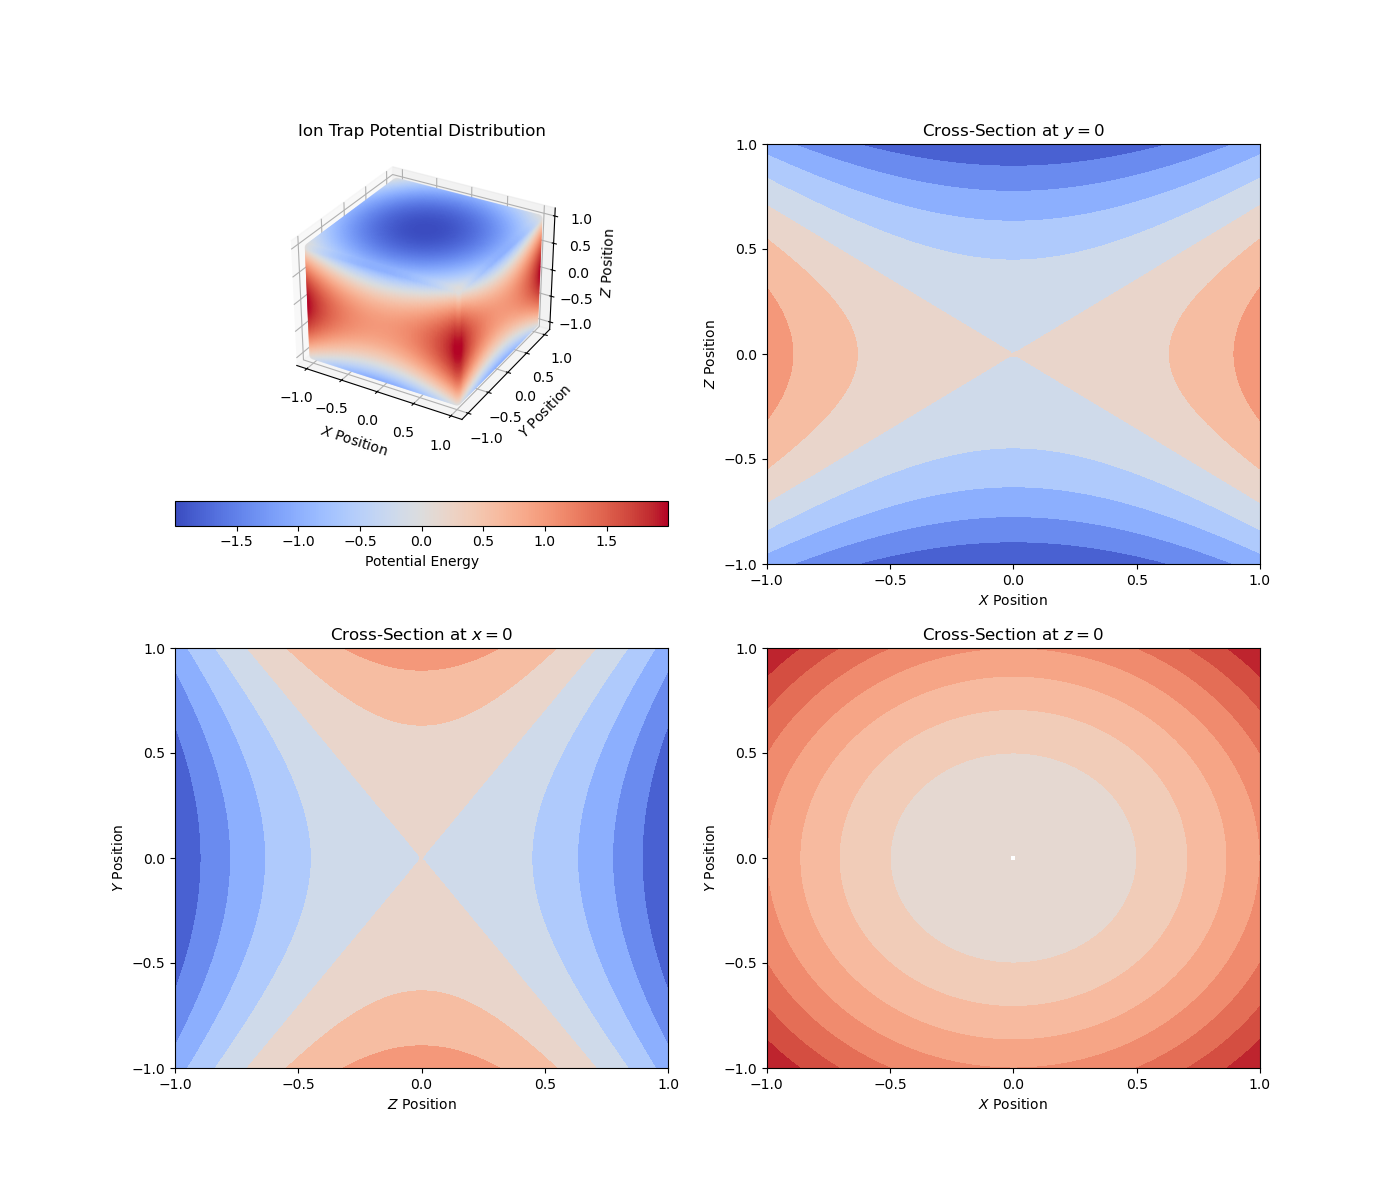 Ion Trap Potential Distribution
1.0
0.5
0.0
−0.5
−1.0
Z Position
−1.0
−0.5
0.0
0.5
1.0
X Position
−1.0
−0.5
0.0
0.5
1.0
Y Position
−1.5 −1.0 −0.5 0.0 0.5 1.0 1.5
Potential Energy
Cross-Section at y = 0
1.0
0.5
0.0
−0.5
−1.0
Z Position
−1.0 −0.5 0.0 0.5 1.0
X Position
Cross-Section at x = 0
1.0
0.5
0.0
−0.5
−1.0
Y Position
−1.0 −0.5 0.0 0.5 1.0
Z Position
Cross-Section at z = 0
1.0
0.5
0.0
−0.5
−1.0
Y Position
−1.0 −0.5 0.0 0.5 1.0
X Position